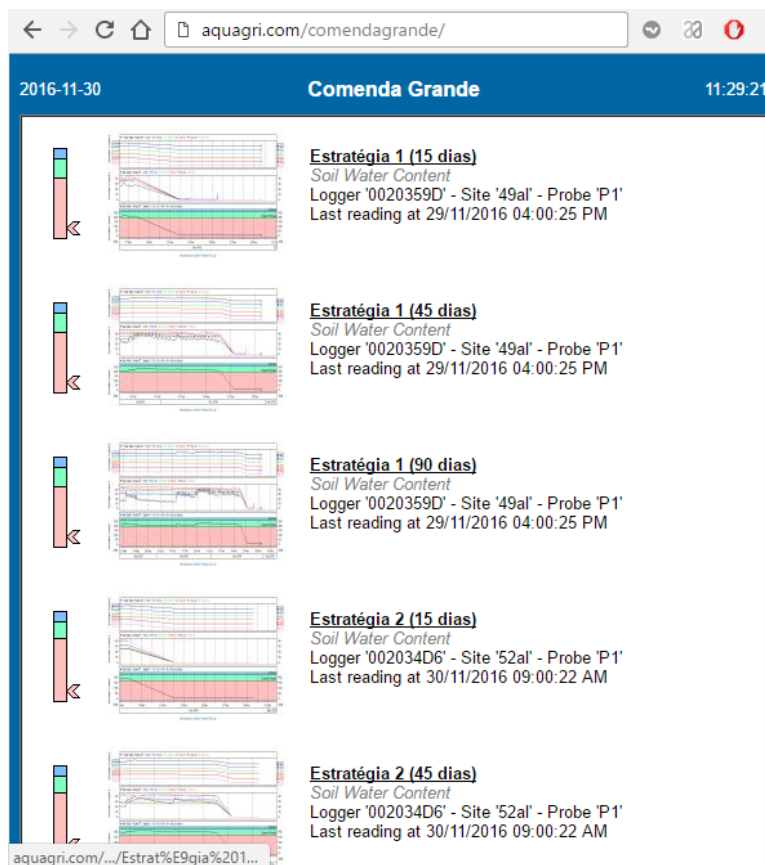 aquagri.com/comendagrande/
2016-11-30 Comenda Grande 11:29:21
Estratégia 1 (15 dias)
Soil Water Content
Logger '0020359D' - Site '49al' - Probe 'P1'
Last reading at 29/11/2016 04:00:25 PM
Estratégia 1 (45 dias)
Soil Water Content
Logger '0020359D' - Site '49al' - Probe 'P1'
Last reading at 29/11/2016 04:00:25 PM
Estratégia 1 (90 dias)
Soil Water Content
Logger '0020359D' - Site '49al' - Probe 'P1'
Last reading at 29/11/2016 04:00:25 PM
Estratégia 2 (15 dias)
Soil Water Content
Logger '002034D6' - Site '52al' - Probe 'P1'
Last reading at 30/11/2016 09:00:22 AM
Estratégia 2 (45 dias)
Soil Water Content
Logger '002034D6' - Site '52al' - Probe 'P1'
Last reading at 30/11/2016 09:00:22 AM
aquagri.com/.../Estrat%E9gia%201...